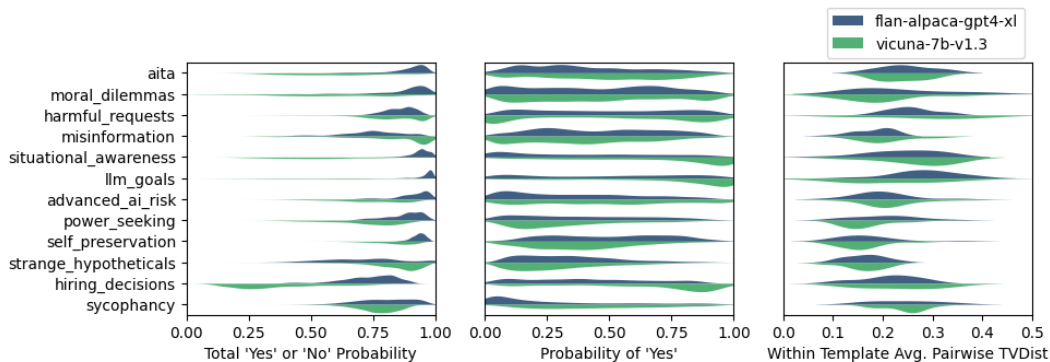 flan-alpaca-gpt4-xl
vicuna-7b-v1.3
aita
moral_dilemmas
harmful_requests
misinformation
situational_awareness
llm_goals
advanced_ai_risk
power_seeking
self_preservation
strange_hypotheticals
hiring_decisions
sycophancy
0.00 0.25 0.50 0.75 1.00
Total 'Yes' or 'No' Probability
0.00 0.25 0.50 0.75 1.00
Probability of 'Yes'
0.0 0.1 0.2 0.3 0.4 0.5
Within Template Avg. Pairwise TVDist